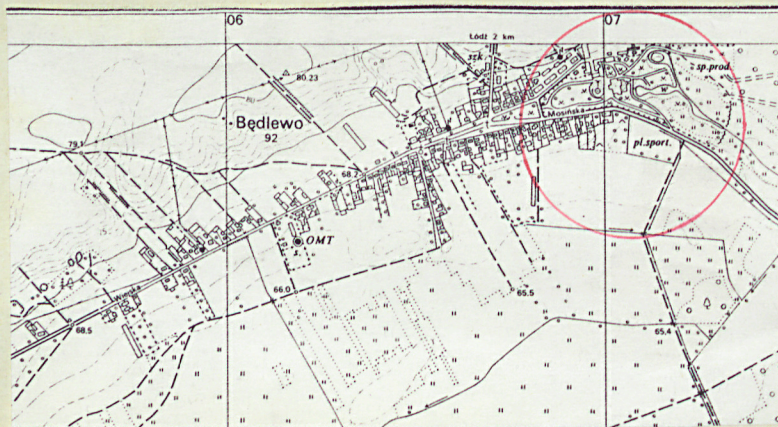 06
07
Łódź 2 km
szk.
sp.prod.
80.23
Będlewo
92
Mosińska
79.1
pl.sport.
68.2
OMT
s.
66.0
65.5
Wiejska
68.5
65,4